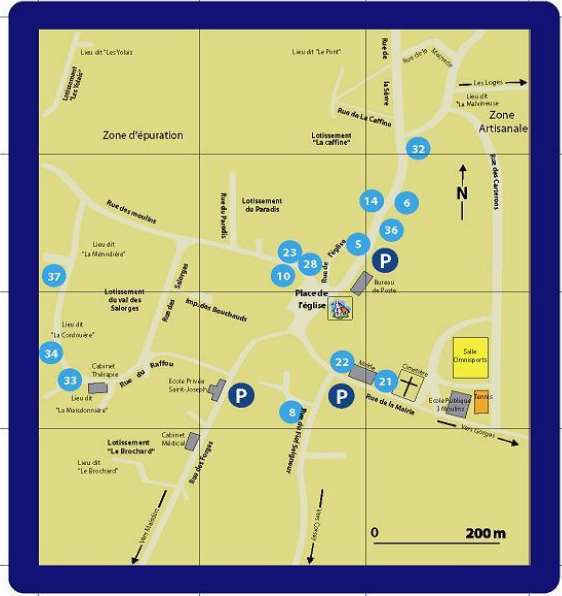 Lieu dit "Les Yolais
Lotissement
"Les Yolais"
Lieu dit "Le Pont"
Rue de
la Sèvre
Rue de la
Les Loges
Lieu dit
"La Malvineuse
Zone
Artisanale
Rue de La Caffine
Zone d'épuration
Lotissement
"La caffine"
32
Rue des Carterons
N
14
6
Rue des moulins
Rue du Paradis
Lotissement
du Paradis
36
5
Rue de
l'église
P
23
28
10
Lieu dit
"La Ménodière"
37
Lotissement
du val des
Salorges
Rue des
Salorges
Imp. des Bouchauds
Place de
l'église
Bureau
de Poste
Lieu dit
"La Cordouère"
34
33
Cabinet
Thérapie
Rue du Raffou
Lieu dit
"La Maisdonnière"
Ecole Privée
Saint-Joseph
P
22
Mairie
21
Cimetière
P
Rue de la Mairie
Salle
Omnisports
Ecole Publique
3 Moulins
Tennis
Vers Gorges
8
Rue du Fief Seigneur
Cabinet
Médical
Lotissement
"Le Brochard"
Lieu dit
"Le Brochard"
Rue des Forges
Vers Maisdon
0
200 m